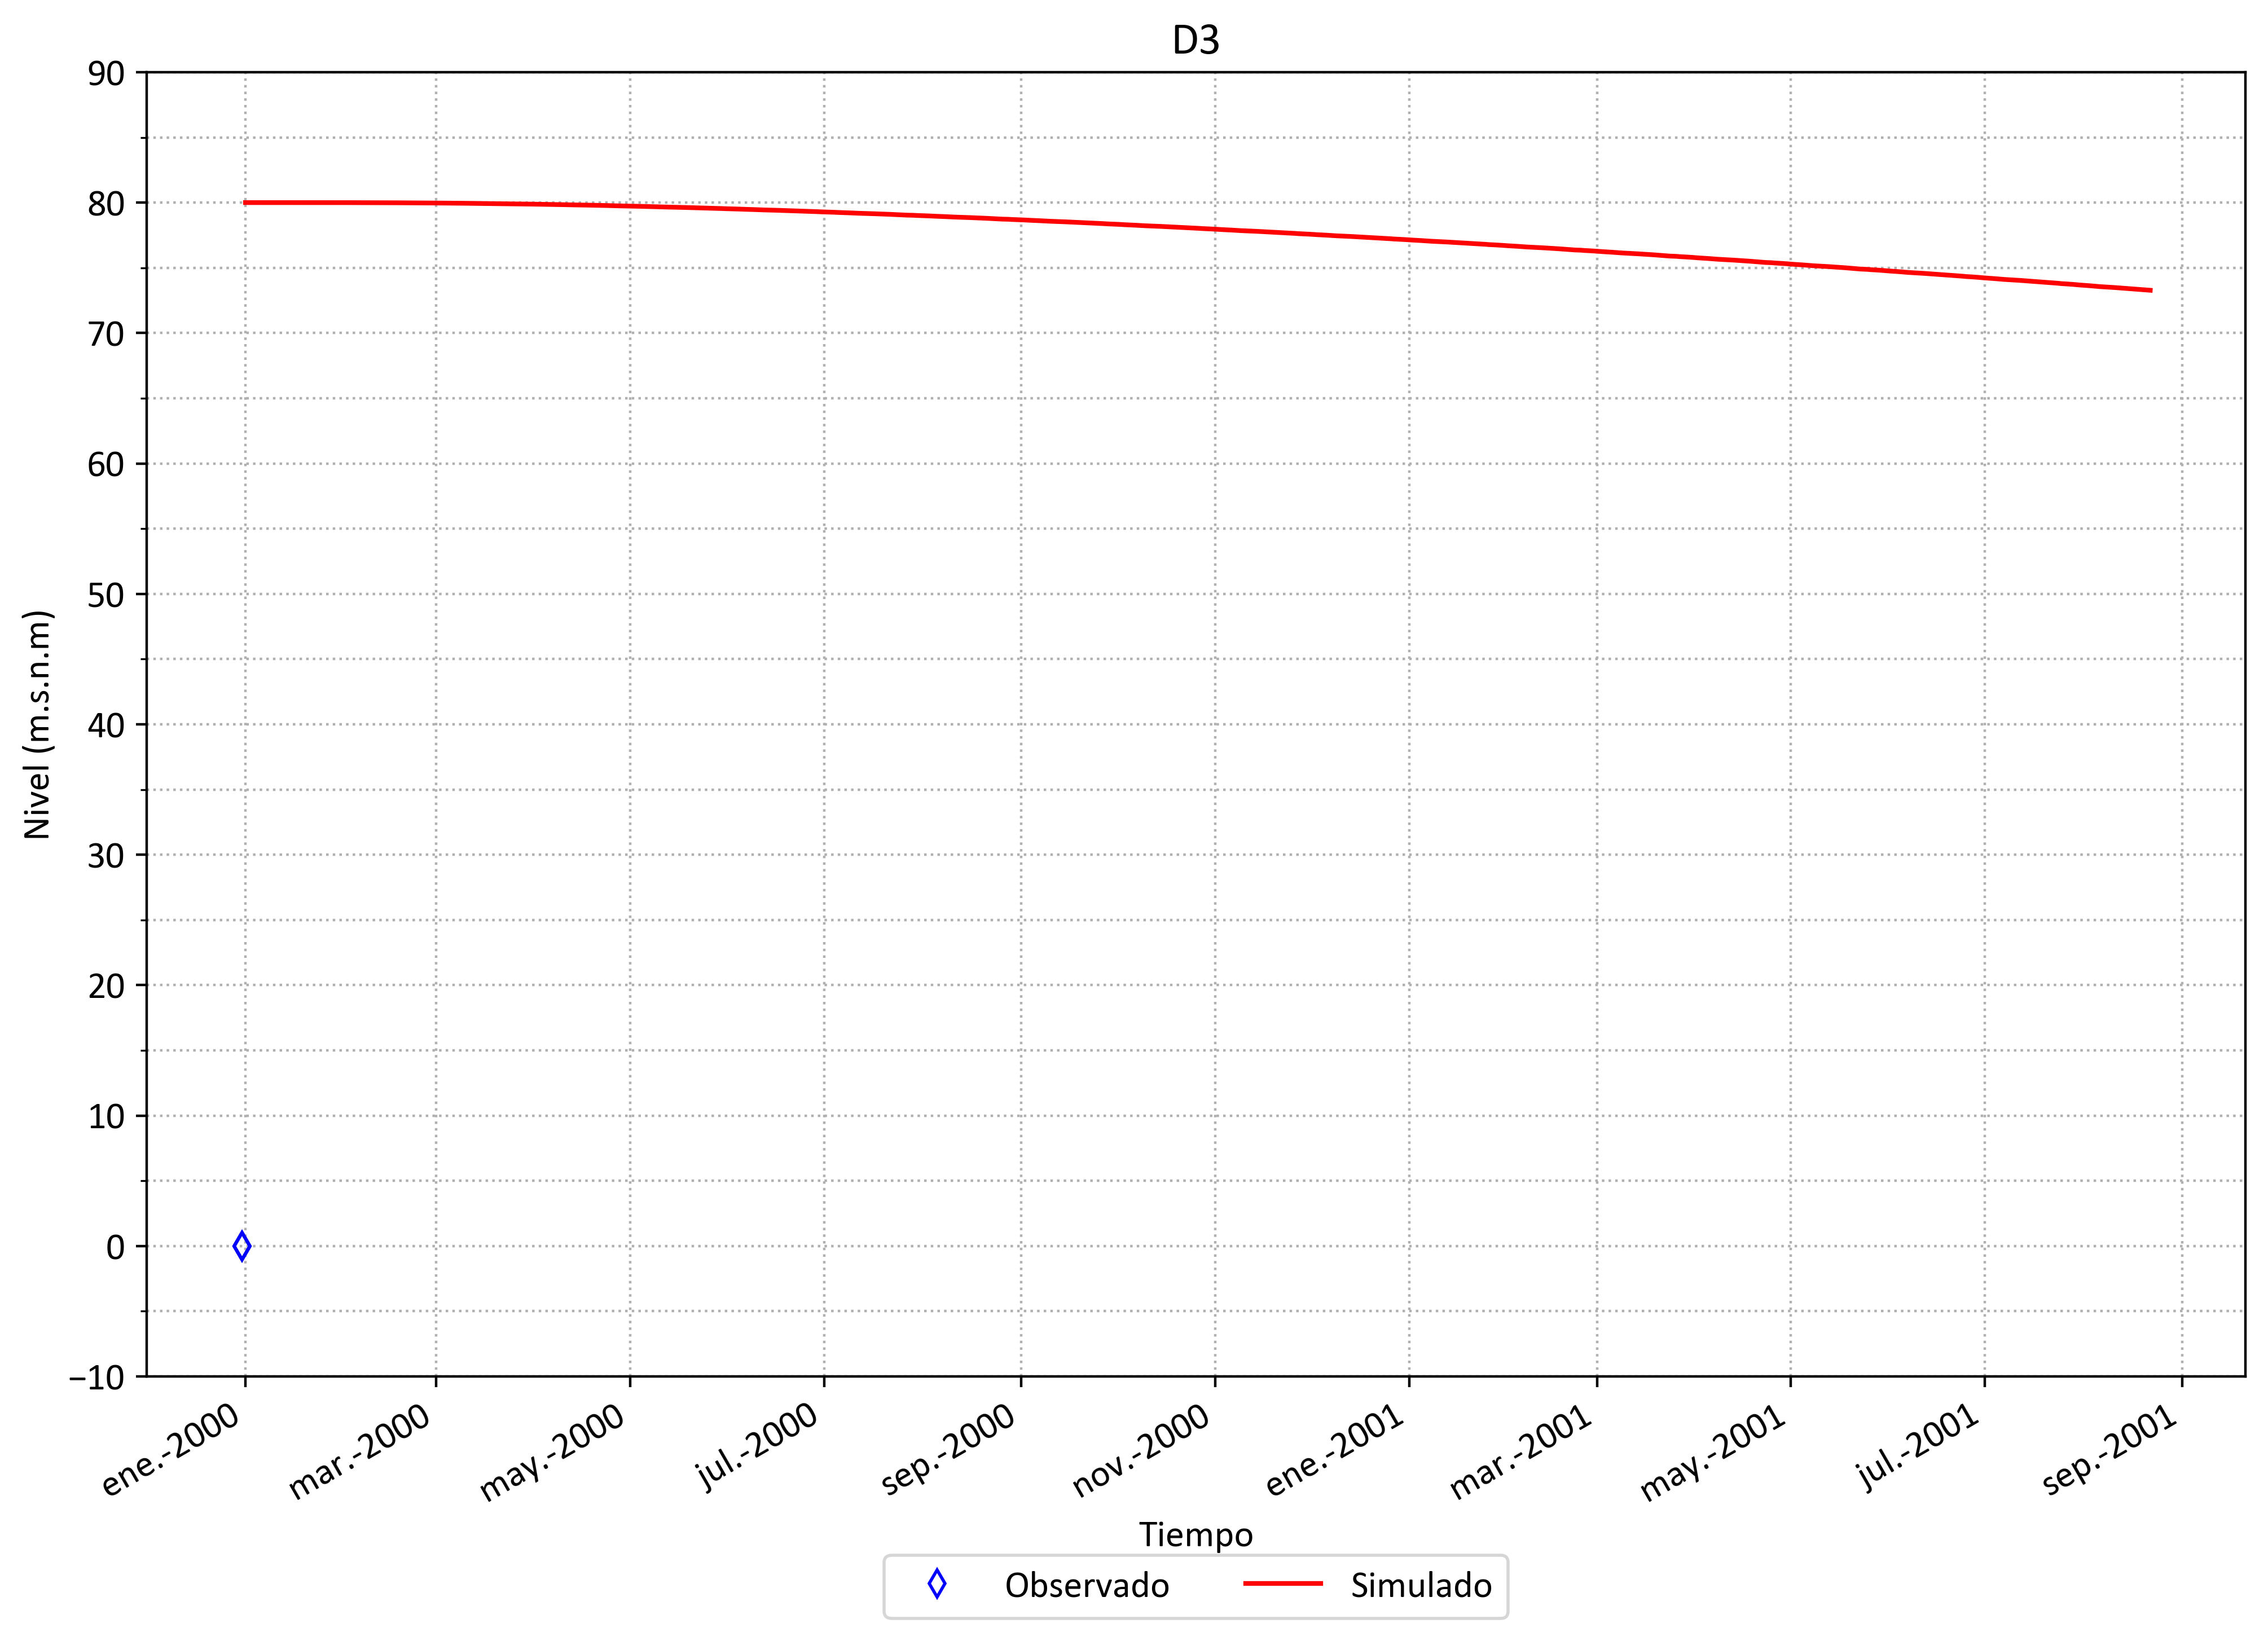 D3
90
80
70
60
50
40
30
20
10
0
−10
Nivel (m.s.n.m)
ene.-2000
mar.-2000
may.-2000
jul.-2000
sep.-2000
nov.-2000
ene.-2001
mar.-2001
may.-2001
jul.-2001
sep.-2001
Tiempo
Observado Simulado